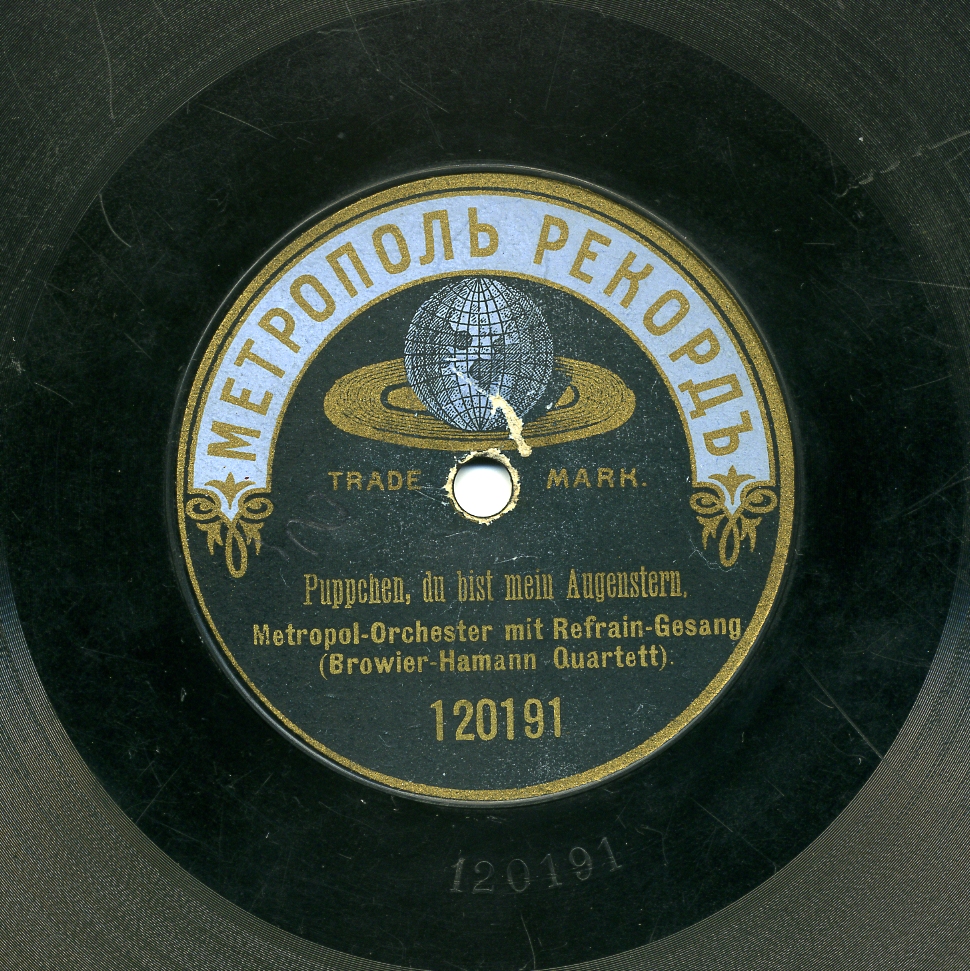 МЕТРОПОЛЬ РЕКОРДЪ
TRADE MARK.
Puppchen, du bist mein Augenstern,
Metropol-Orchester mit Refrain-Gesang
(Browier-Hamann Quartett).
120191
120191